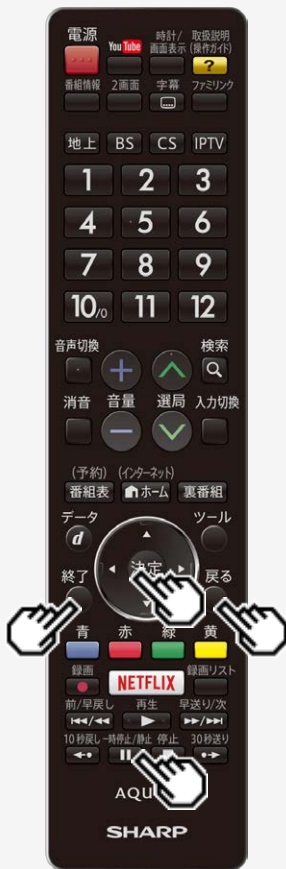 電源 YouTube 時計/画面表示 取扱説明(操作ガイド)
?
番組情報 2画面 字幕 ファミリンク
地上 BS CS IPTV
1 2 3
4 5 6
7 8 9
10/0 11 12
音声切換 検索
+
消音 音量 選局 入力切換
−
(予約) (インターネット)
番組表 ホーム 裏番組
データ ツール
d
終了 決定 戻る
青 赤 緑 黄
録画 NETFLIX 録画リスト
前/早戻し 再生 早送り/次
10秒戻し 一時停止/静止 停止 30秒送り
AQU
SHARP